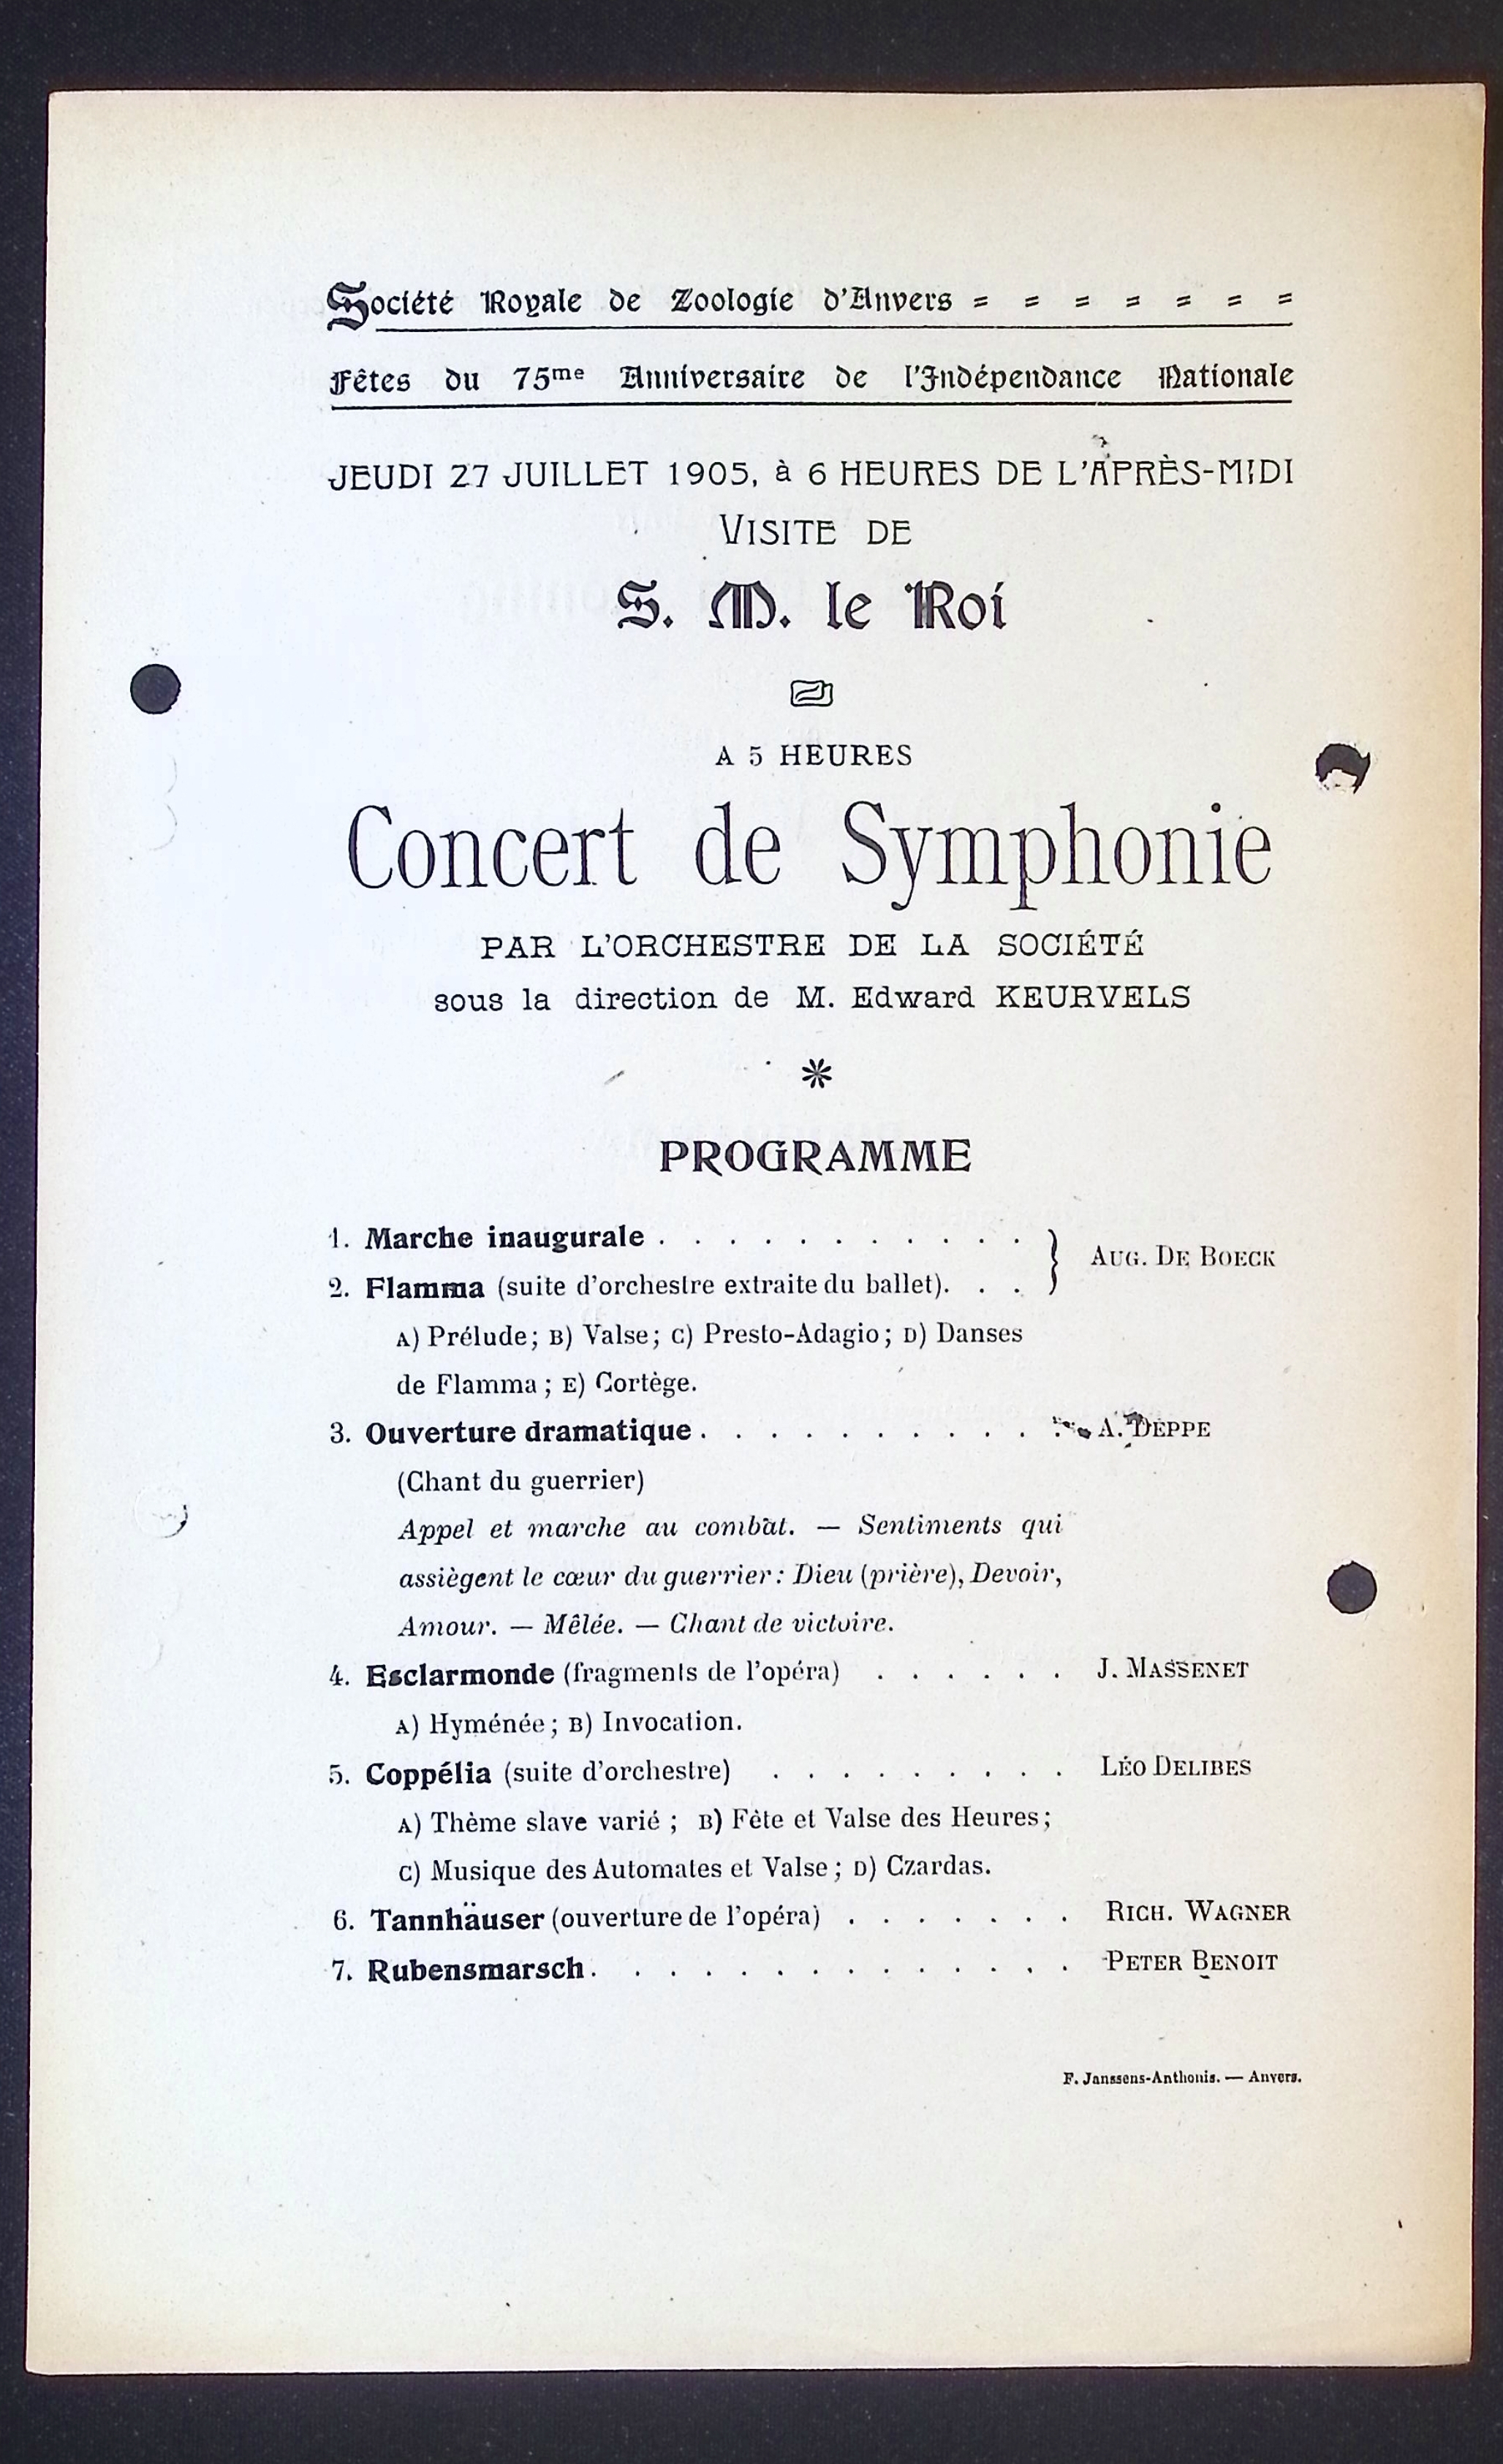 Société Royale de Zoologie d'Anvers = = = = = = =
Fêtes du 75me Anniversaire de l'Indépendance Nationale
JEUDI 27 JUILLET 1905, à 6 HEURES DE L'APRÈS-MIDI
VISITE DE
S. M. le Roi
A 5 HEURES
Concert de Symphonie
PAR L'ORCHESTRE DE LA SOCIÉTÉ
sous la direction de M. Edward KEURVELS
PROGRAMME
1. Marche inaugurale . . . . . . . . . . .
2. Flamma (suite d'orchestre extraite du ballet). . . } AUG. DE BOECK
A) Prélude; B) Valse; C) Presto-Adagio; D) Danses
de Flamma; E) Cortège.
3. Ouverture dramatique. . . . . . . . . . . A. DEPPE
(Chant du guerrier)
Appel et marche au combat. — Sentiments qui
assiègent le cœur du guerrier: Dieu (prière), Devoir,
Amour. — Mêlée. — Chant de victoire.
4. Esclarmonde (fragments de l'opéra) . . . . . . J. MASSENET
A) Hyménée; B) Invocation.
5. Coppélia (suite d'orchestre) . . . . . . . . . LÉO DELIBES
A) Thème slave varié; B) Fête et Valse des Heures;
C) Musique des Automates et Valse; D) Czardas.
6. Tannhäuser (ouverture de l'opéra) . . . . . . . RICH. WAGNER
7. Rubensmarsch. . . . . . . . . . . . . . PETER BENOIT
F. Janssens-Anthonis. — Anvers.